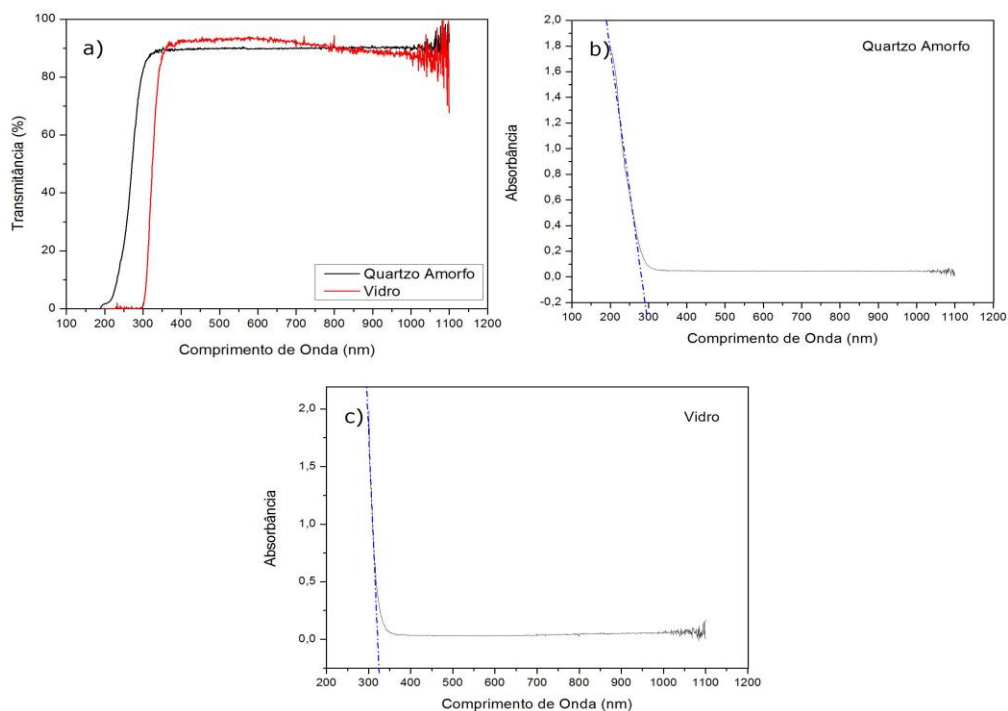 a)
100
80
60
40
20
0
Transmitância (%)
Quartzo Amorfo
Vidro
100 200 300 400 500 600 700 800 900 1000 1100 1200
Comprimento de Onda (nm)
b)
Quartzo Amorfo
2,0
1,8
1,6
1,4
1,2
1,0
0,8
0,6
0,4
0,2
0,0
-0,2
Absorbância
100 200 300 400 500 600 700 800 900 1000 1100 1200
Comprimento de Onda (nm)
c)
Vidro
2,0
1,5
1,0
0,5
0,0
Absorbância
200 300 400 500 600 700 800 900 1000 1100 1200
Comprimento de Onda (nm)